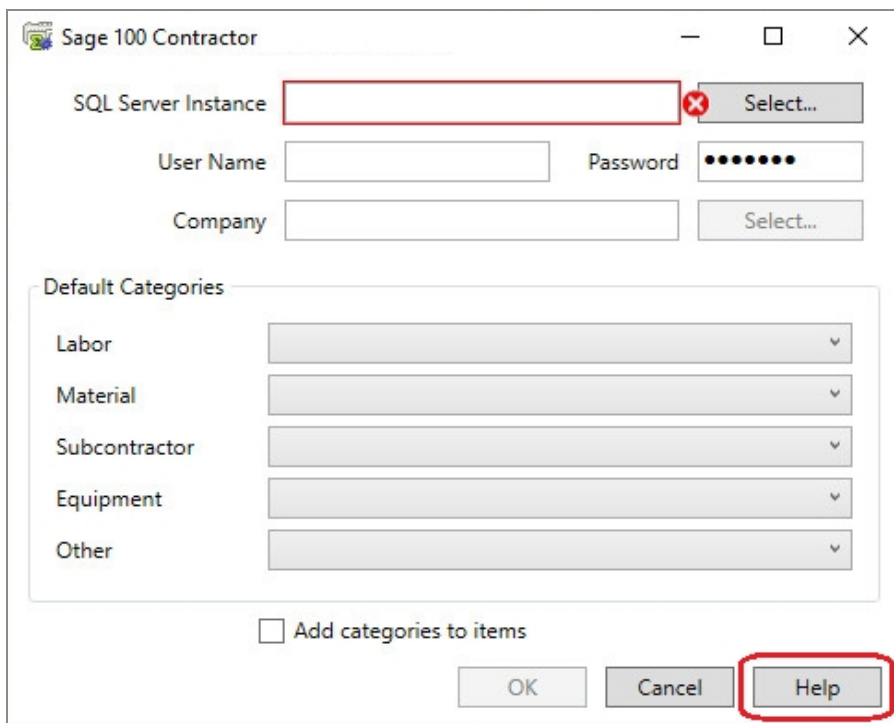 Sage 100 Contractor
SQL Server Instance Select...
User Name Password •••••••
Company Select...
Default Categories
Labor
Material
Subcontractor
Equipment
Other
Add categories to items
OK Cancel Help